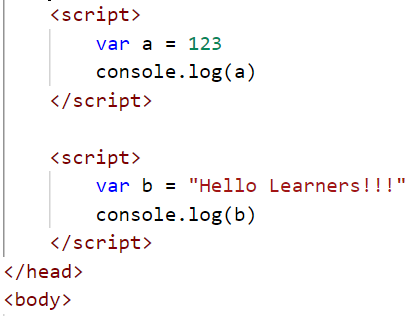 <script>
var a = 123
console.log(a)
</script>
<script>
var b = "Hello Learners!!!"
console.log(b)
</script>
</head>
<body>